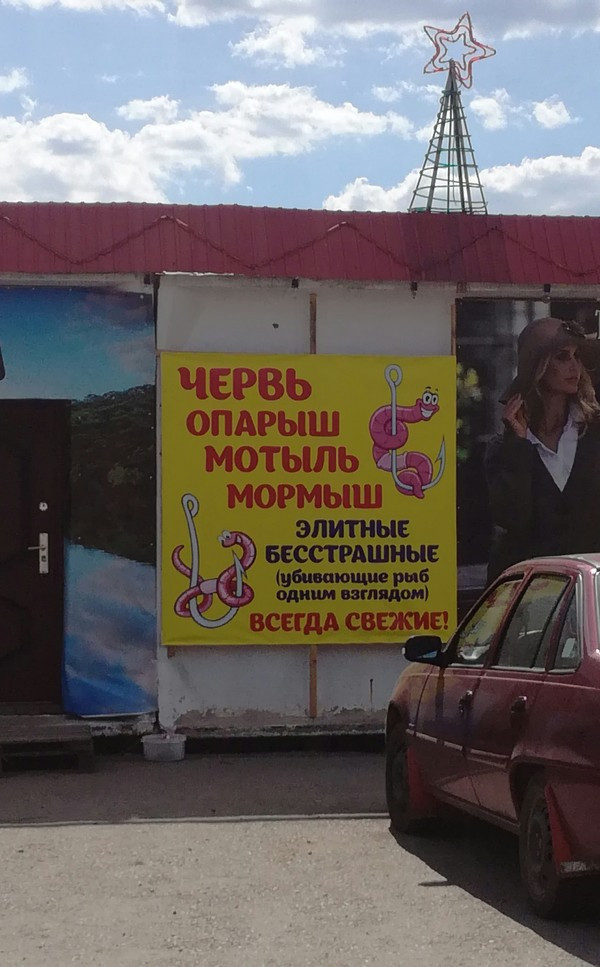 ЧЕРВЬ
ОПАРЫШ
МОТЫЛЬ
МОРМЫШ
ЭЛИТНЫЕ
БЕССТРАШНЫЕ
(убивающие рыб
одним взглядом)
ВСЕГДА СВЕЖИЕ!